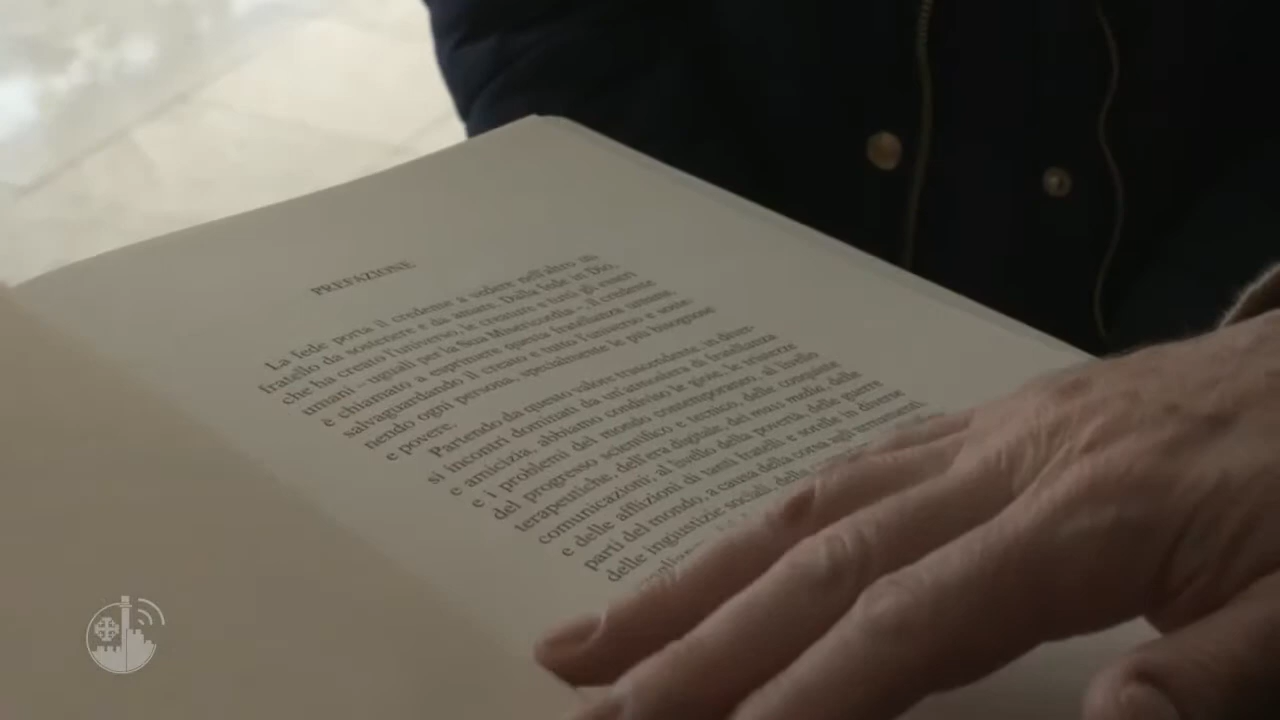 PREFAZIONE
La fede porta il credente a vedere nell'altro un
fratello da sostenere e da amare. Dalla fede in Dio,
che ha creato l'universo, le creature e tutti gli esseri
umani – uguali per la Sua Misericordia –, il credente
è chiamato a esprimere questa fratellanza umana,
salvaguardando il creato e tutto l'universo e soste-
nendo ogni persona, specialmente le più bisognose
e povere.
Partendo da questo valore trascendente, in diver-
si incontri dominati da un'atmosfera di fratellanza
e amicizia, abbiamo condiviso le gioie, le tristezze
e i problemi del mondo contemporaneo, al livello
del progresso scientifico e tecnico, delle conquiste
terapeutiche, dell'era digitale, dei mass media, delle
comunicazioni; al livello della povertà, delle guerre
e delle afflizioni di tanti fratelli e sorelle in diverse
parti del mondo, a causa della corsa agli armamenti,
delle ingiustizie sociali, della